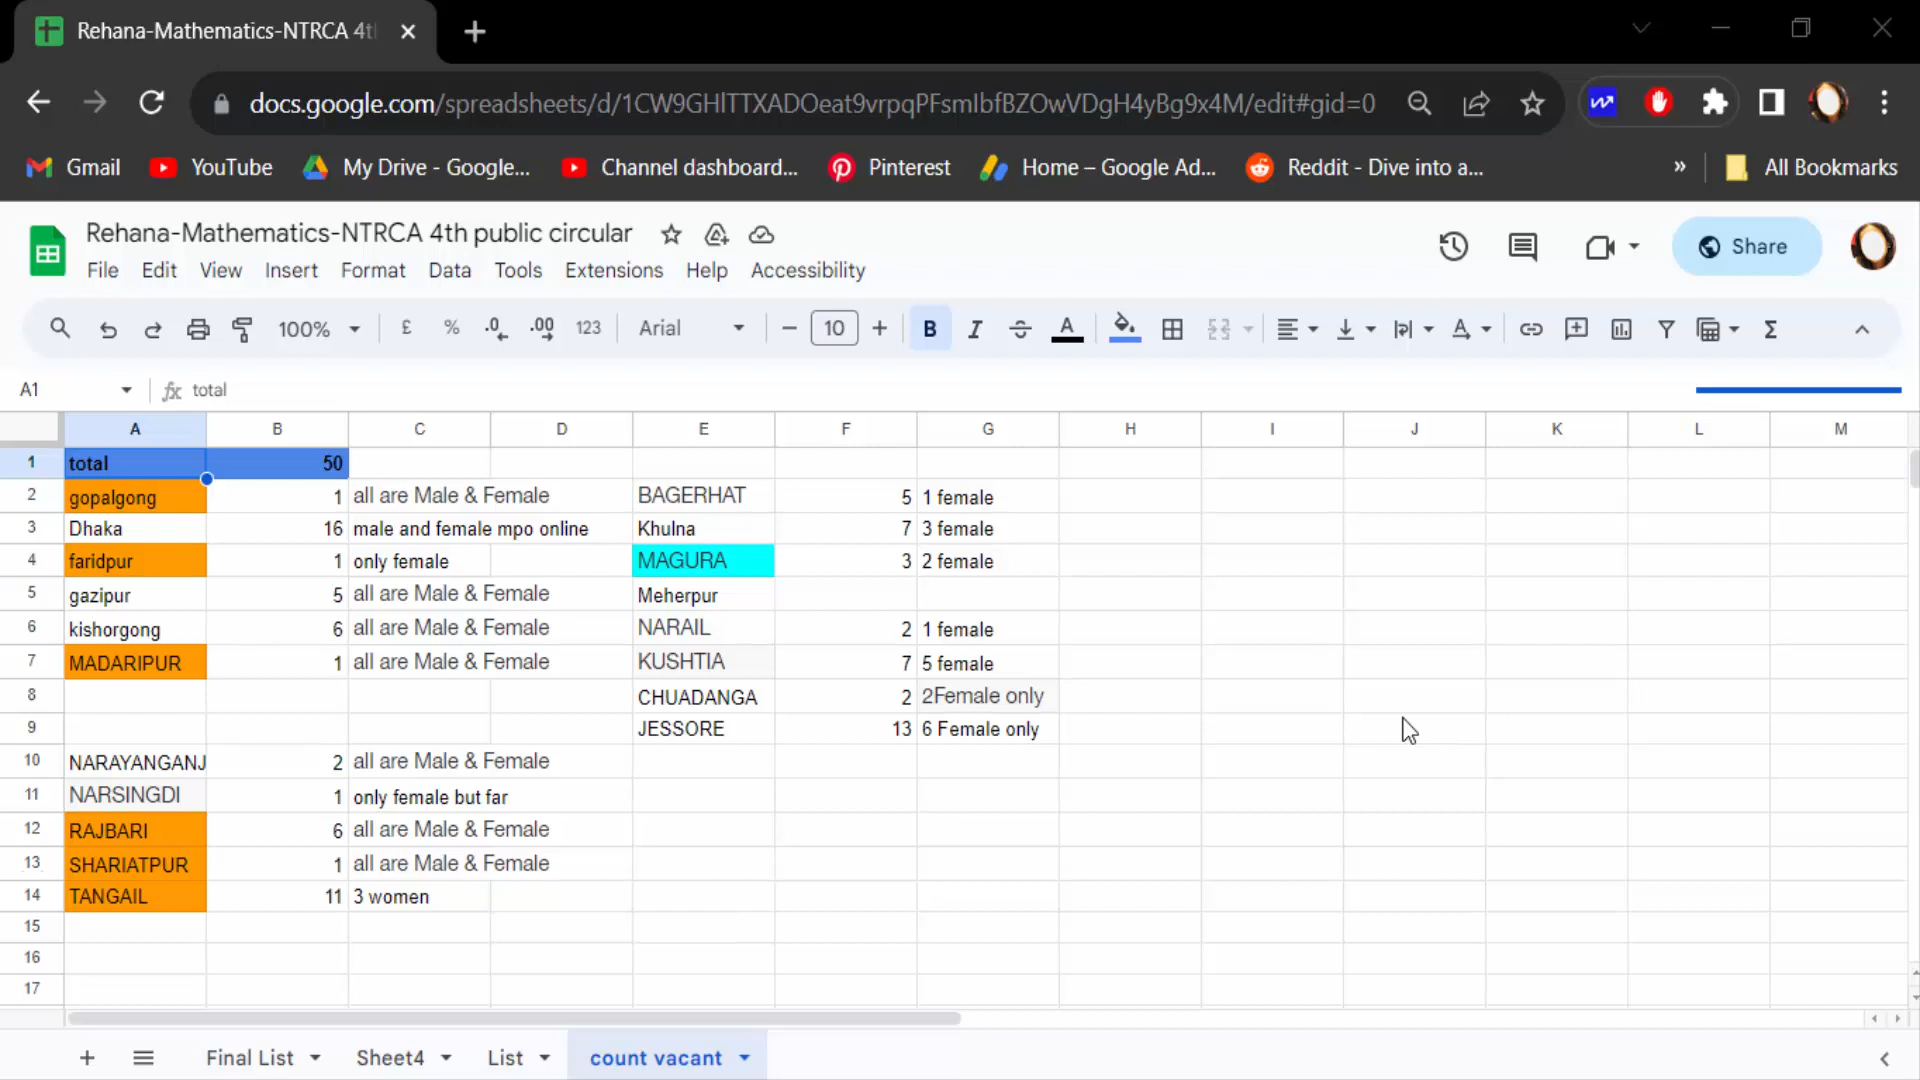 Rehana-Mathematics-NTRCA 4th
docs.google.com/spreadsheets/d/1CW9GHlTTXADOeat9vrpqPFsmIbfBZOwVDgH4yBg9x4M/edit#gid=0
Gmail YouTube My Drive - Google... Channel dashboard... Pinterest Home – Google Ad... Reddit - Dive into a... » All Bookmarks
Rehana-Mathematics-NTRCA 4th public circular
File Edit View Insert Format Data Tools Extensions Help Accessibility
Share
100% £ % .0 .00 123 Arial 10 B I A Σ
A1 fx total
A B C D E F G H I J K L M
1 total 50
2 gopalgong 1 all are Male & Female BAGERHAT 5 1 female
3 Dhaka 16 male and female mpo online Khulna 7 3 female
4 faridpur 1 only female MAGURA 3 2 female
5 gazipur 5 all are Male & Female Meherpur
6 kishorgong 6 all are Male & Female NARAIL 2 1 female
7 MADARIPUR 1 all are Male & Female KUSHTIA 7 5 female
8 CHUADANGA 2 2Female only
9 JESSORE 13 6 Female only
10 NARAYANGANJ 2 all are Male & Female
11 NARSINGDI 1 only female but far
12 RAJBARI 6 all are Male & Female
13 SHARIATPUR 1 all are Male & Female
14 TANGAIL 11 3 women
15
16
17
Final List Sheet4 List count vacant